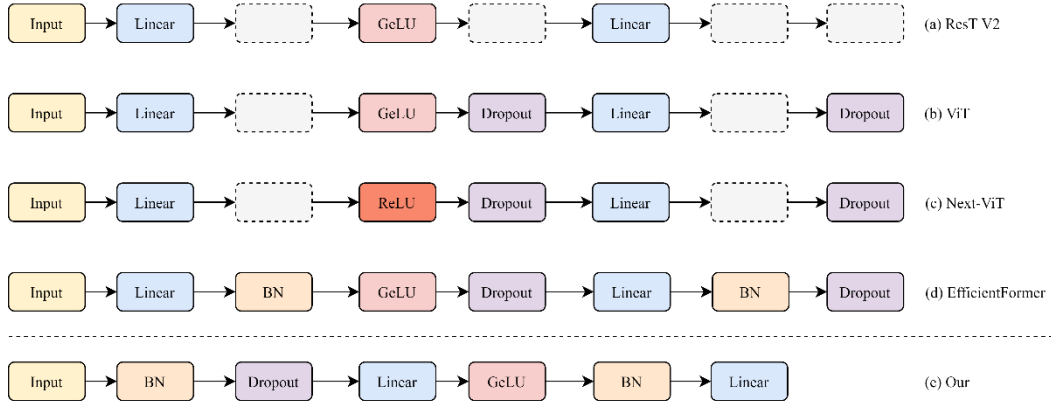 Input Linear GeLU Linear (a) ResT V2
Input Linear GeLU Dropout Linear Dropout (b) ViT
Input Linear ReLU Dropout Linear Dropout (c) Next-ViT
Input Linear BN GeLU Dropout Linear BN Dropout (d) EfficientFormer
Input BN Dropout Linear GeLU BN Linear (e) Our